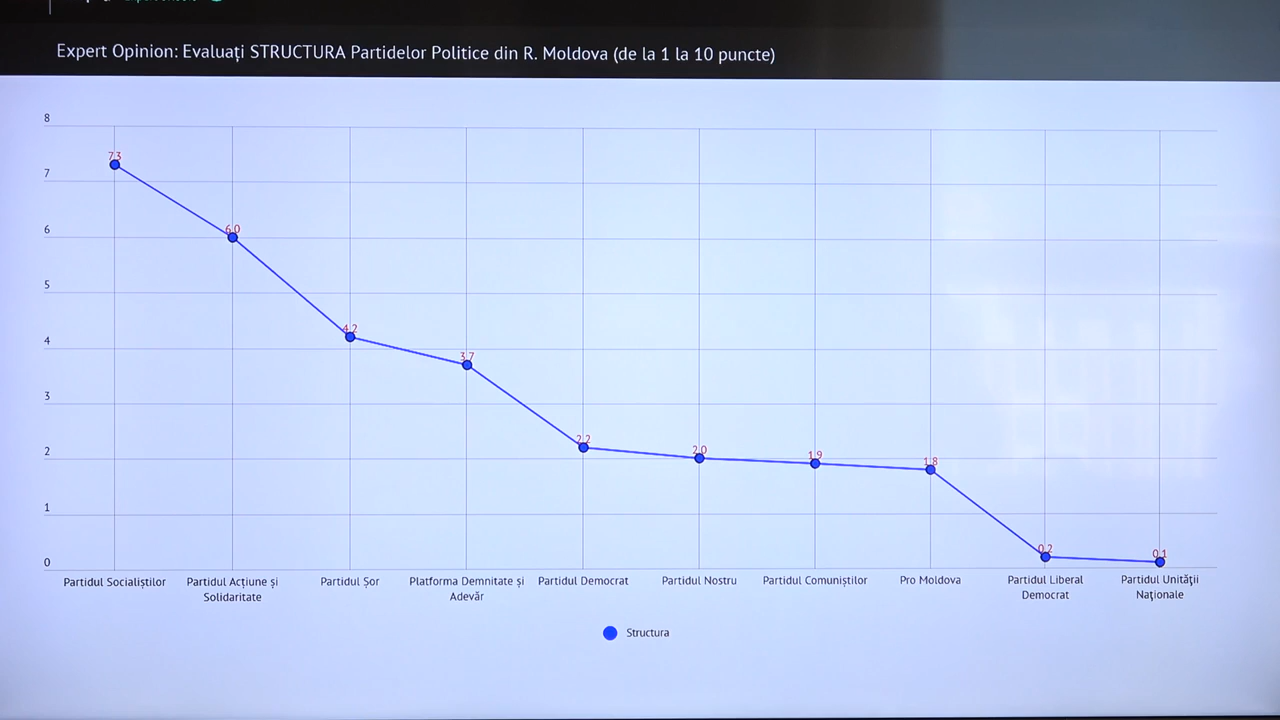 Expert Opinion: Evaluați STRUCTURA Partidelor Politice din R. Moldova (de la 1 la 10 puncte)
8
7
6
5
4
3
2
1
0
7.3
6.0
4.2
3.7
2.2
2.0
1.9
1.8
0.2
0.1
Partidul Socialiștilor
Partidul Acțiune și
Solidaritate
Partidul Șor
Platforma Demnitate și
Adevăr
Partidul Democrat
Partidul Nostru
Partidul Comuniștilor
Pro Moldova
Partidul Liberal
Democrat
Partidul Unităţii
Naţionale
Structura